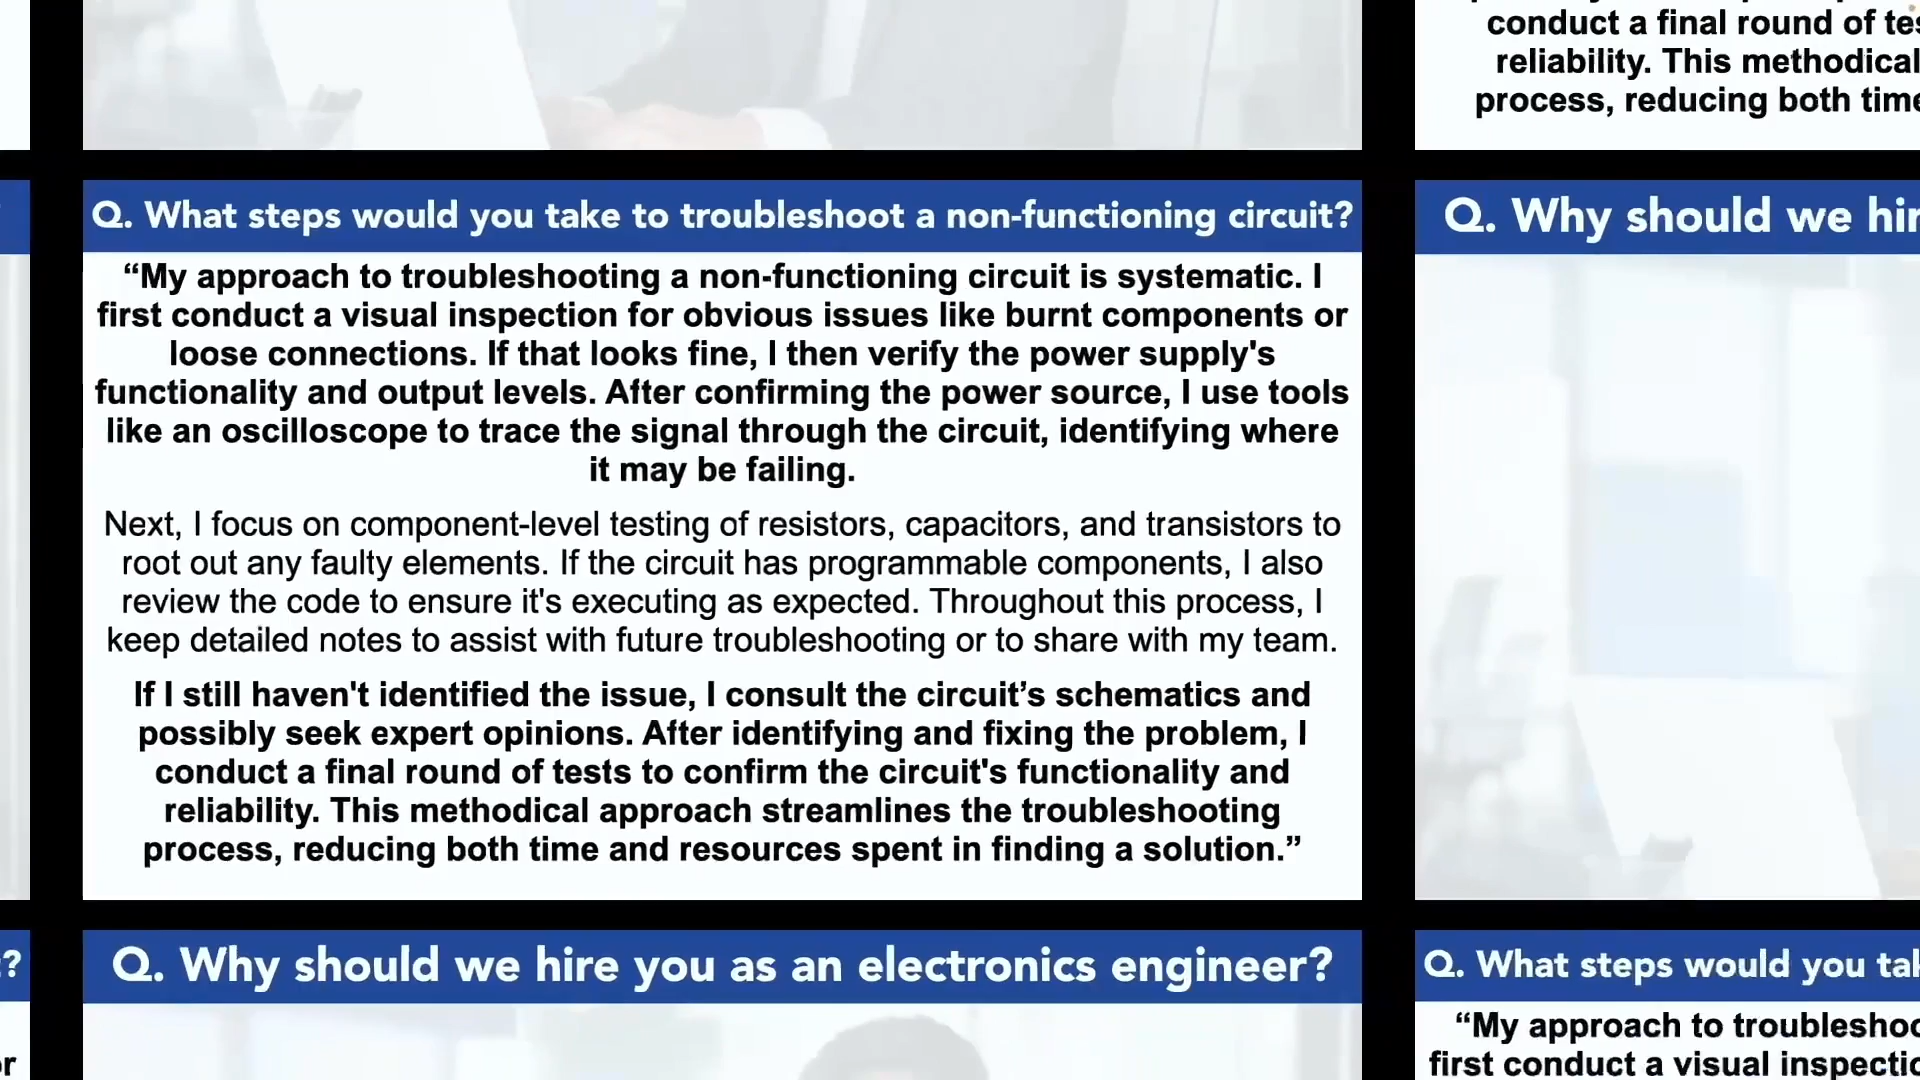 conduct a final round of
reliability. This methodical
process, reducing both time
Q. What steps would you take to troubleshoot a non-functioning circuit?
“My approach to troubleshooting a non-functioning circuit is systematic. I
first conduct a visual inspection for obvious issues like burnt components or
loose connections. If that looks fine, I then verify the power supply's
functionality and output levels. After confirming the power source, I use tools
like an oscilloscope to trace the signal through the circuit, identifying where
it may be failing.
Next, I focus on component-level testing of resistors, capacitors, and transistors to
root out any faulty elements. If the circuit has programmable components, I also
review the code to ensure it's executing as expected. Throughout this process, I
keep detailed notes to assist with future troubleshooting or to share with my team.
If I still haven't identified the issue, I consult the circuit’s schematics and
possibly seek expert opinions. After identifying and fixing the problem, I
conduct a final round of tests to confirm the circuit's functionality and
reliability. This methodical approach streamlines the troubleshooting
process, reducing both time and resources spent in finding a solution.”
Q. Why should we
Q. Why should we hire you as an electronics engineer?
Q. What steps would you
“My approach to
first conduct a visual